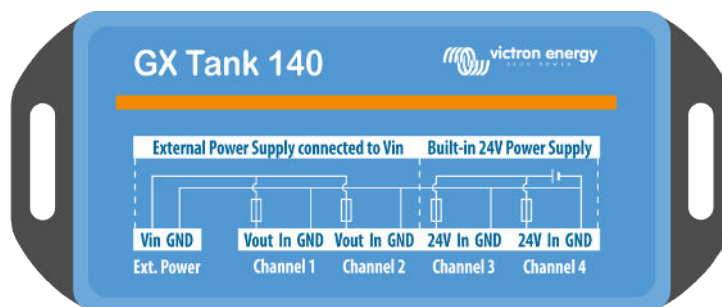 GX Tank 140
victron energy
BLUE POWER
External Power Supply connected to Vin
Built-in 24V Power Supply
Vin GND
Vout In GND
Vout In GND
24V In GND
24V In GND
Ext. Power
Channel 1
Channel 2
Channel 3
Channel 4